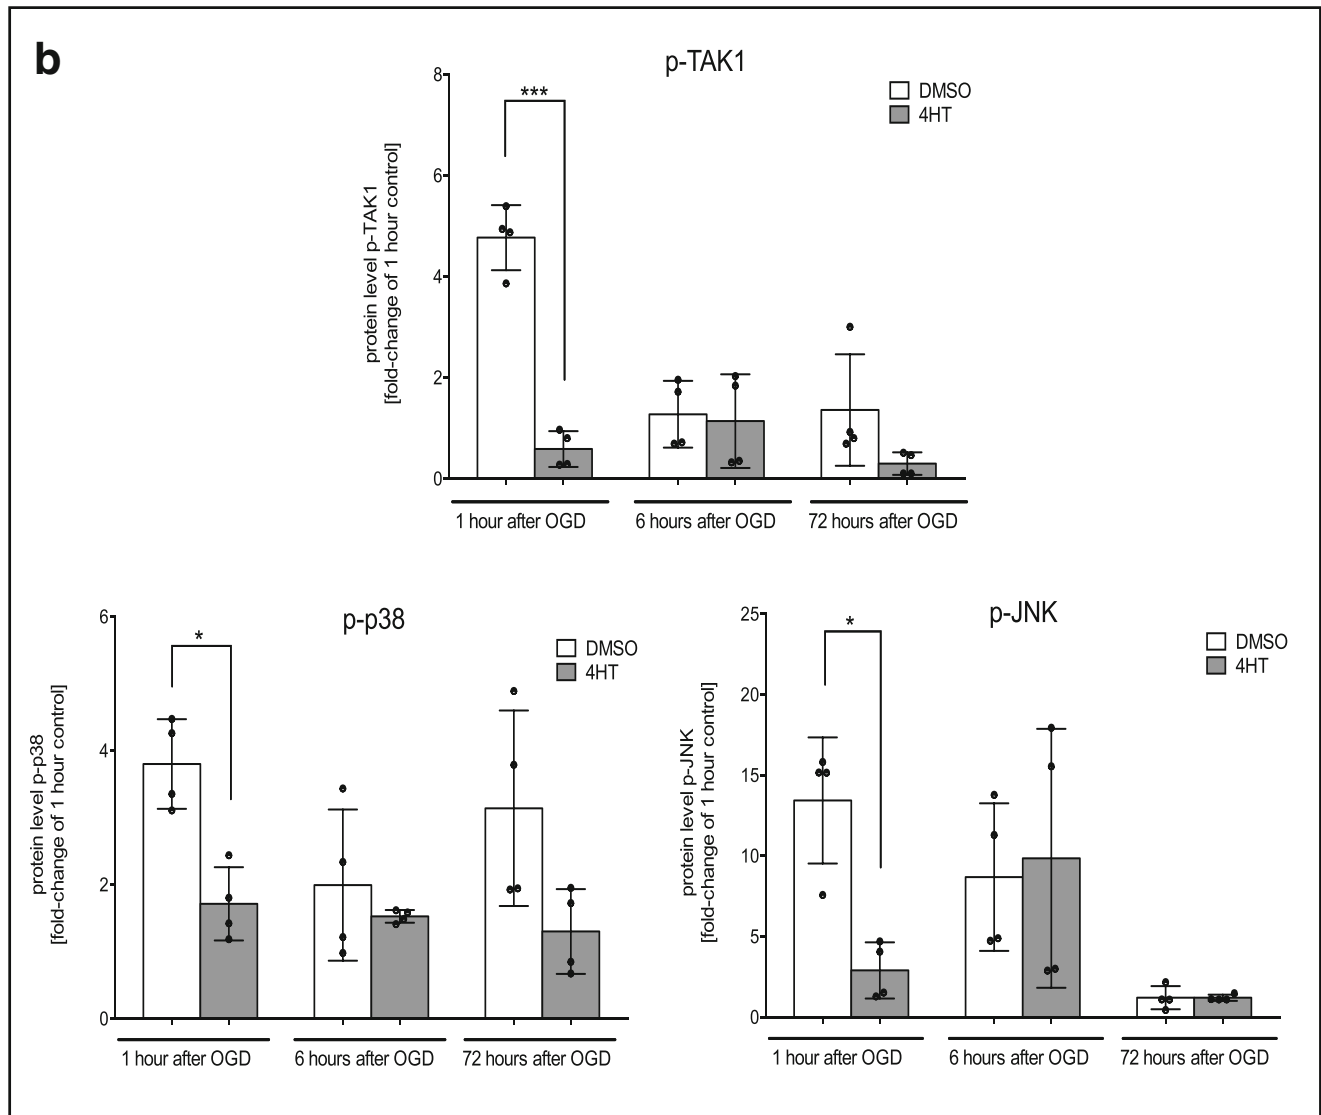 b
p-TAK1
DMSO
4HT
protein level p-TAK1
[fold-change of 1 hour control]
8
6
4
2
0
***
1 hour after OGD
6 hours after OGD
72 hours after OGD
p-p38
DMSO
4HT
protein level p-p38
[fold-change of 1 hour control]
6
4
2
0
*
1 hour after OGD
6 hours after OGD
72 hours after OGD
p-JNK
DMSO
4HT
protein level p-JNK
[fold-change of 1 hour control]
25
20
15
10
5
0
*
1 hour after OGD
6 hours after OGD
72 hours after OGD